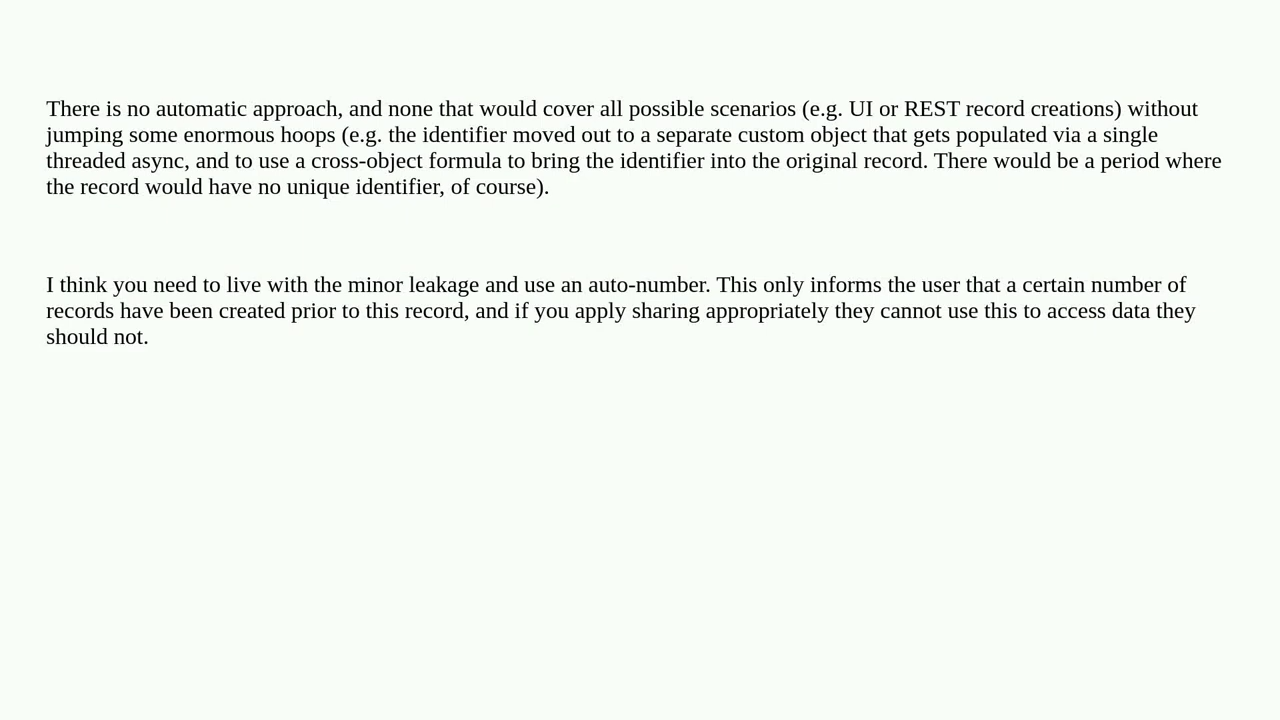 There is no automatic approach, and none that would cover all possible scenarios (e.g. UI or REST record creations) without
jumping some enormous hoops (e.g. the identifier moved out to a separate custom object that gets populated via a single
threaded async, and to use a cross-object formula to bring the identifier into the original record. There would be a period where
the record would have no unique identifier, of course).
I think you need to live with the minor leakage and use an auto-number. This only informs the user that a certain number of
records have been created prior to this record, and if you apply sharing appropriately they cannot use this to access data they
should not.